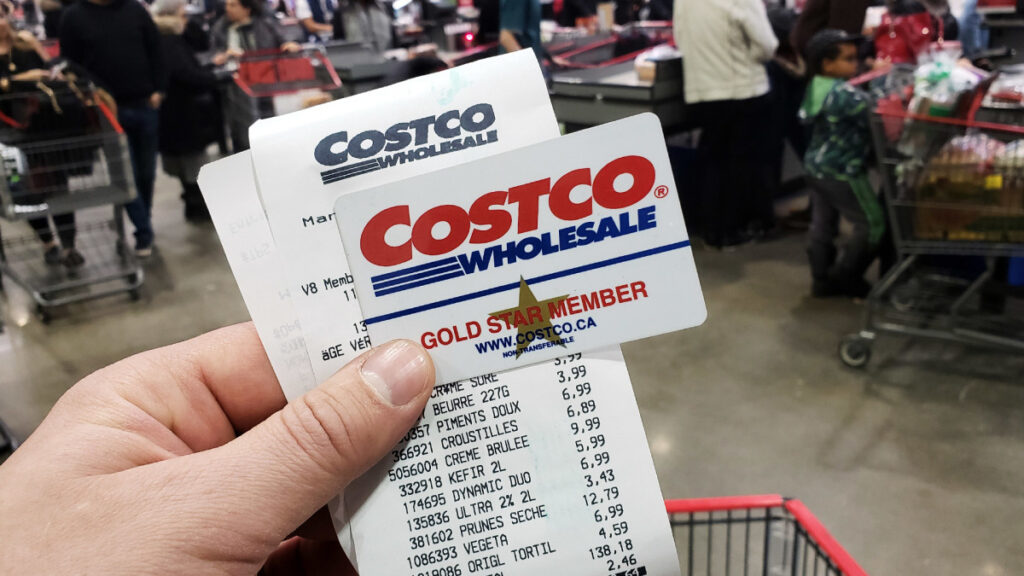 COSTCO
WHOLESALE
V8 Memb
COSTCO®
WHOLESALE
GOLD STAR MEMBER
WWW.COSTCO.CA
NON-TRANSFERABLE
3,99
CRÈME SURE 3,99
BEURRE 227G 6,99
PIMENTS DOUX 6,89
366921 CROUSTILLES 9,99
5056004 CREME BRULEE 5,99
332918 KEFIR 2L 6,99
174695 DYNAMIC DUO 3,43
135836 ULTRA 2% 2L 12,79
381602 PRUNES SECHE 6,99
1086393 VEGETA 4,59
ORIGL TORTIL 138,18
2,46